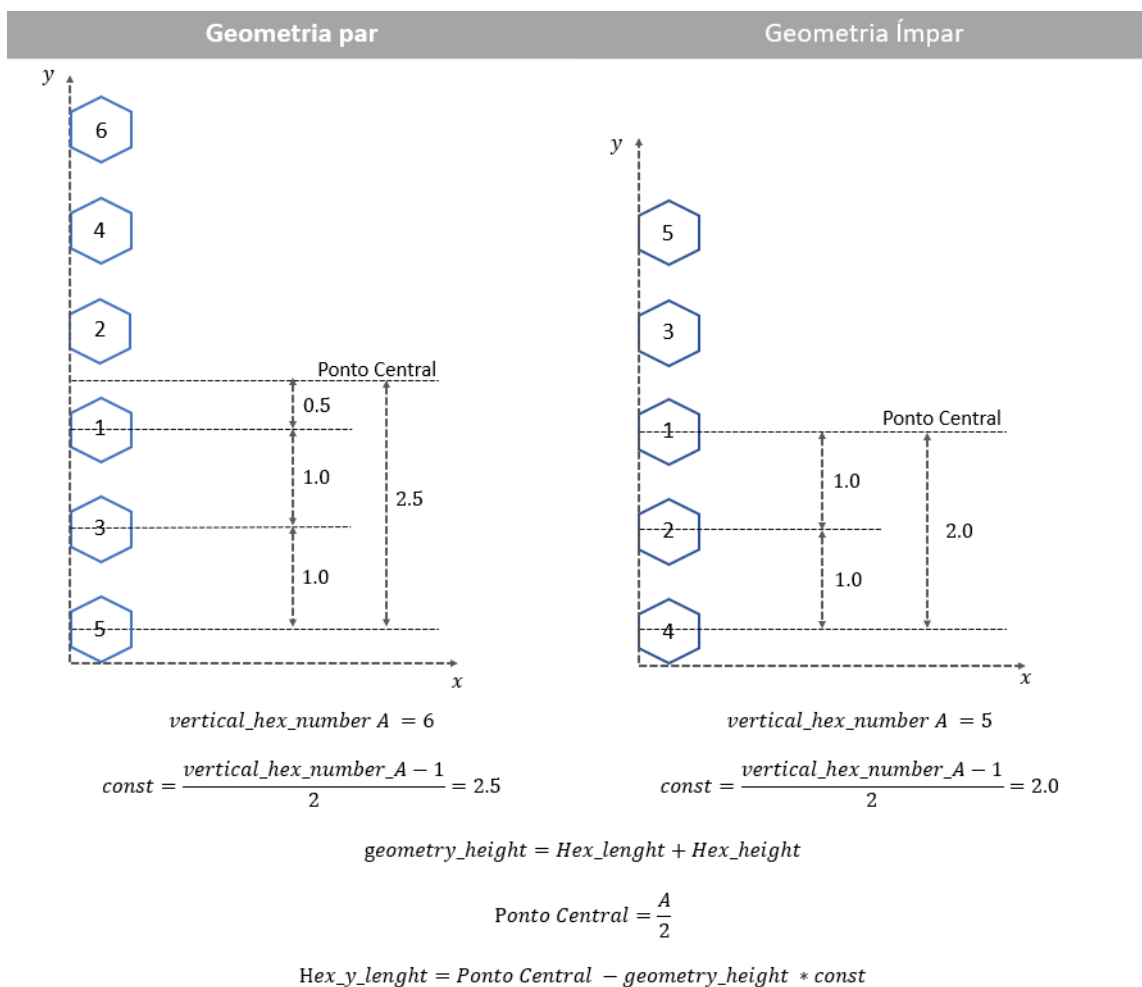 Geometria par
Geometria Ímpar
y
6
4
2
Ponto Central
0.5
1
1.0
2.5
3
1.0
5
x
y
5
3
Ponto Central
1
1.0
2.0
2
1.0
4
x
vertical_hex_number A = 6
vertical_hex_number A = 5
const = \frac{vertical_hex_number_A − 1}{2} = 2.5
const = \frac{vertical_hex_number_A − 1}{2} = 2.0
geometry_height = Hex_lenght + Hex_height
Ponto Central = \frac{A}{2}
Hex_y_lenght = Ponto Central − geometry_height * const